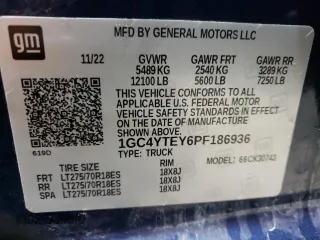 gm
MFD BY GENERAL MOTORS LLC
11/22 GVWR GAWR FRT GAWR RR
5489 KG 2540 KG 3289 KG
12100 LB 5600 LB 7250 LB
THIS VEHICLE CONFORMS TO ALL
APPLICABLE U.S. FEDERAL MOTOR
VEHICLE SAFETY STANDARDS IN
EFFECT ON THE DATE OF
MANUFACTURE SHOWN ABOVE.
1GC4YTEY6PF186936
619D TYPE: TRUCK MODEL:
TIRE SIZE RIM
FRT LT275/70R18ES 18X8J
RR LT275/70R18ES 18X8J
SPA LT275/70R18ES 18X8J